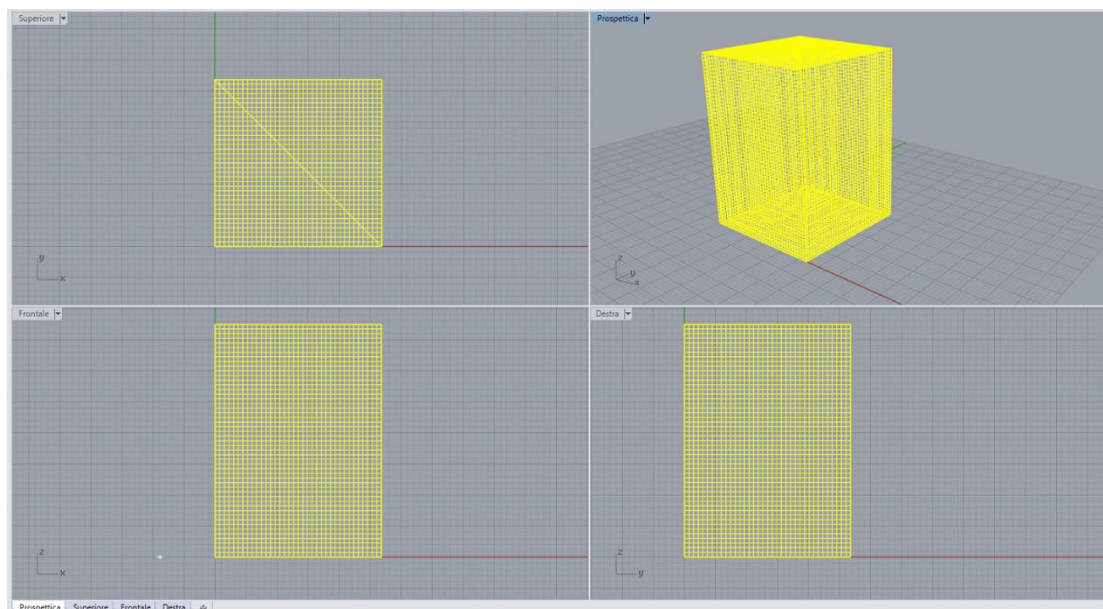 Superiore
Prospettica
y
x
z
y
x
Frontale
Destra
z
x
z
y
Prospettica Superiore Frontale Destra